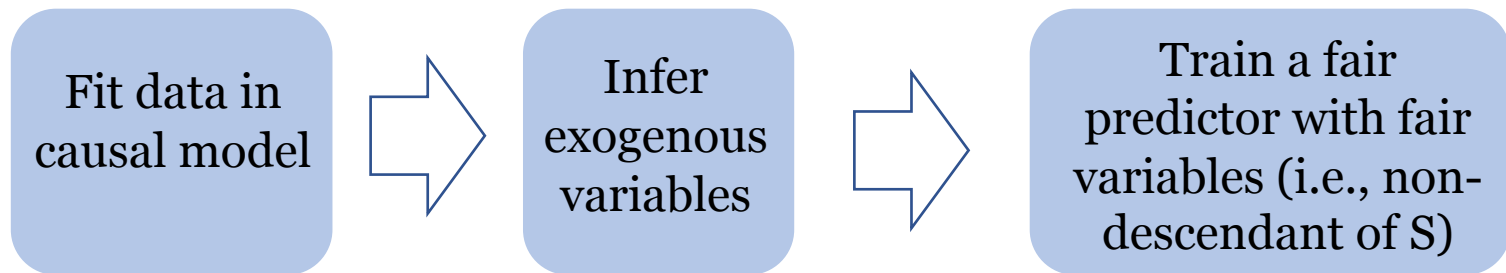 Fit data in
causal model
Infer
exogenous
variables
Train a fair
predictor with fair
variables (i.e., non-
descendant of S)